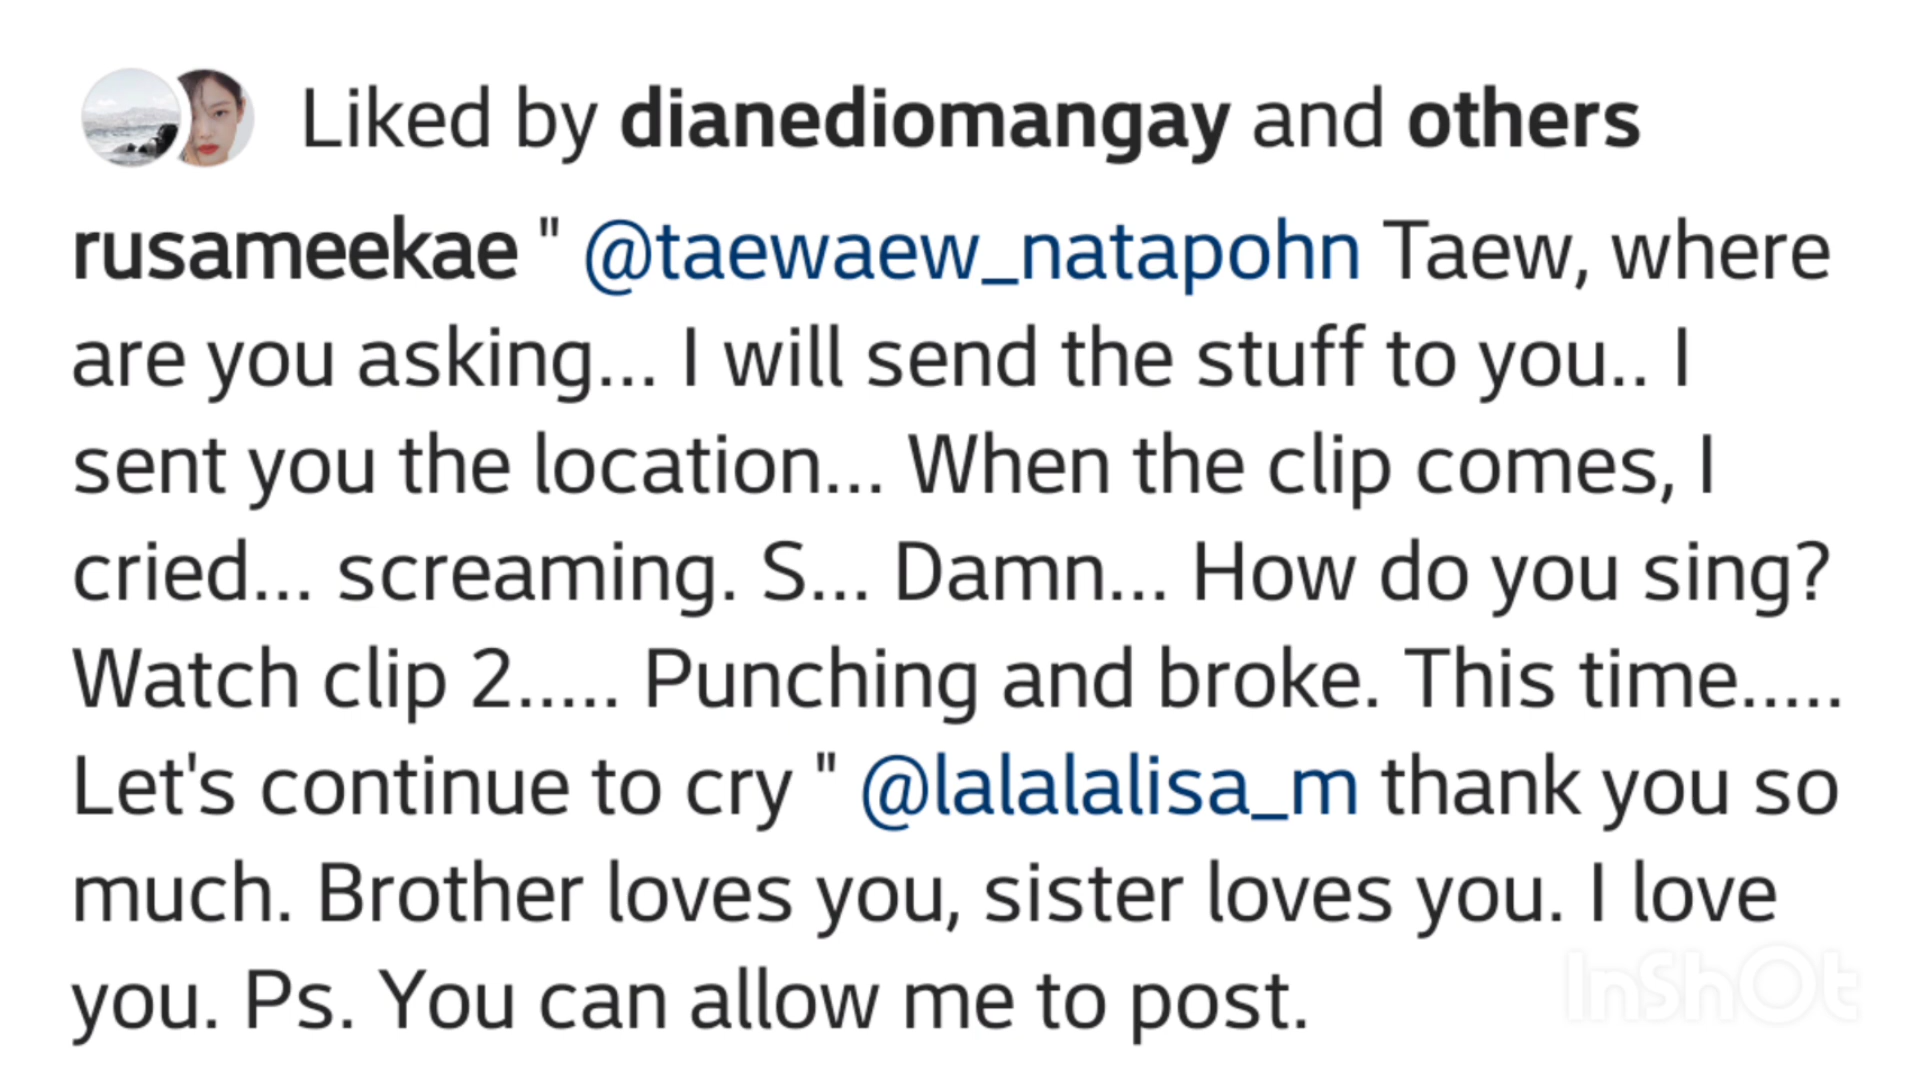 Liked by dianediomangay and others
rusameekae " @taewaew_natapohn Taew, where
are you asking... I will send the stuff to you.. I
sent you the location... When the clip comes, I
cried... screaming. S... Damn... How do you sing?
Watch clip 2..... Punching and broke. This time.....
Let's continue to cry " @lalalalisa_m thank you so
much. Brother loves you, sister loves you. I love
you. Ps. You can allow me to post.
InShOt